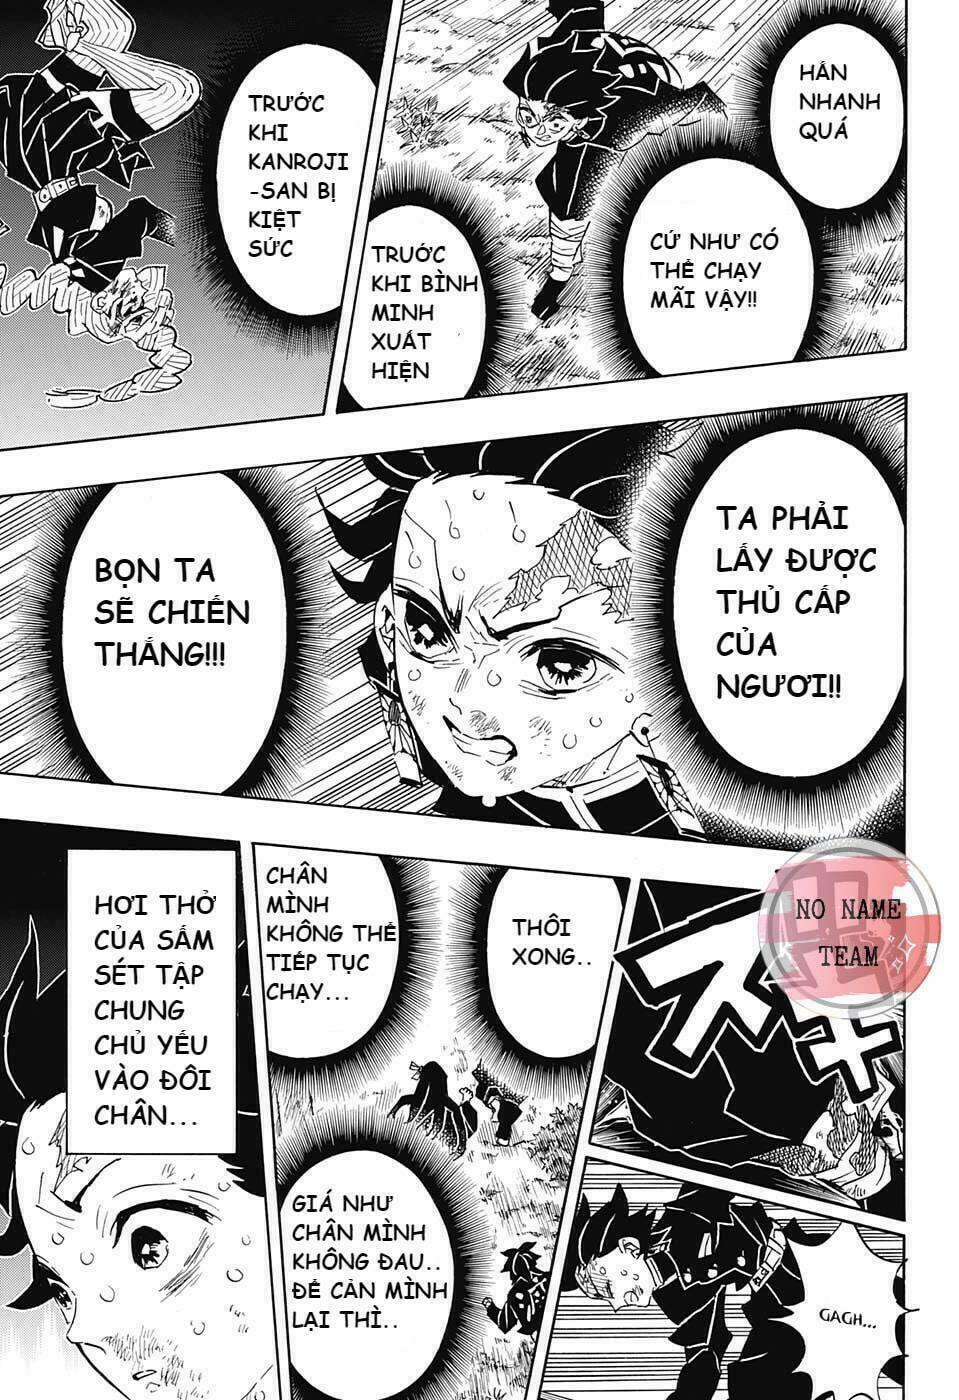 HẮN
NHANH
QUÁ
CỨ NHƯ CÓ
THỂ CHẠY
MÃI VẬY!!
TRƯỚC
KHI BÌNH
MINH
XUẤT
HIỆN
TRƯỚC
KHI
KANROJI
-SAN BỊ
KIỆT
SỨC
TA PHẢI
LẤY ĐƯỢC
THỦ CẤP
CỦA
NGƯƠI!!
BỌN TA
SẼ CHIẾN
THẮNG!!!
NO NAME
TEAM
GAGH...
THÔI
XONG..
CHÂN
MÌNH
KHÔNG THỂ
TIẾP TỤC
CHẠY...
GIÁ NHƯ
CHÂN MÌNH
KHÔNG ĐAU..
ĐỂ CẢN MÌNH
LẠI THÌ..
HƠI THỞ
CỦA SẤM
SÉT TẬP
CHUNG
CHỦ YẾU
VÀO ĐÔI
CHÂN...